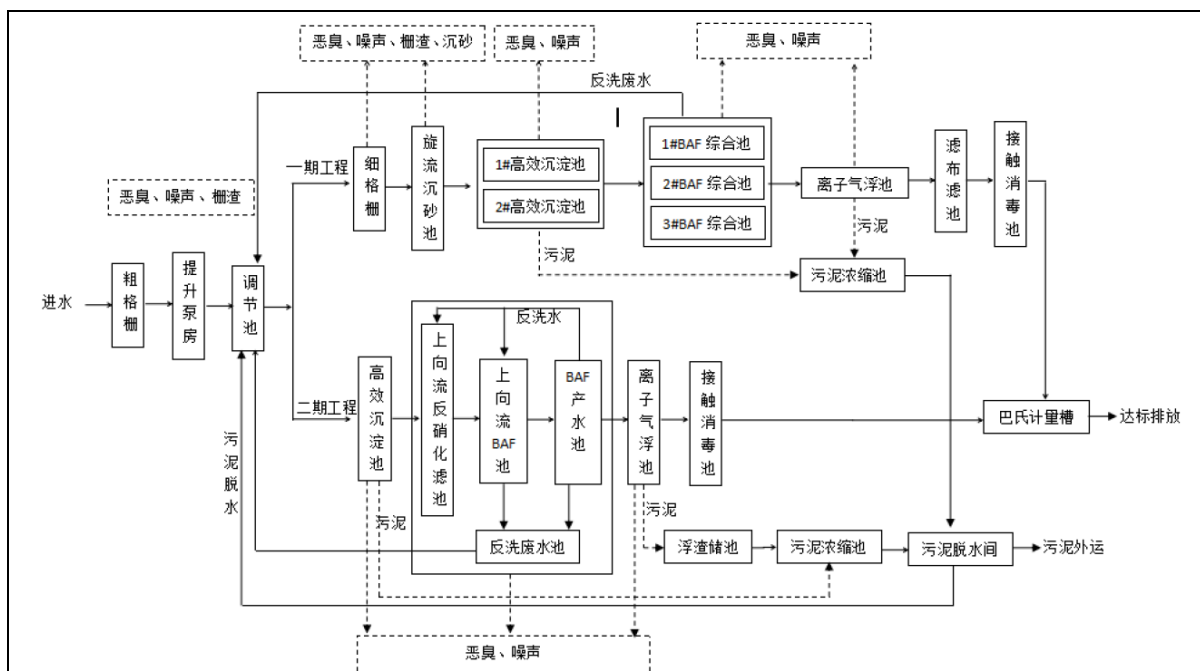 恶臭、噪声、栅渣、沉砂
恶臭、噪声
恶臭、噪声
反洗废水
一期工程
细格栅
旋流沉砂池
1#高效沉淀池
2#高效沉淀池
1#BAF 综合池
2#BAF 综合池
3#BAF 综合池
离子气浮池
滤布滤池
接触消毒池
恶臭、噪声、栅渣
污泥
污泥
污泥浓缩池
进水
粗格栅
提升泵房
调节池
反洗水
二期工程
高效沉淀池
上向流反硝化滤池
上向流BAF池
BAF产水池
离子气浮池
接触消毒池
巴氏计量槽
达标排放
污泥脱水
污泥
污泥
反洗废水池
浮渣储池
污泥浓缩池
污泥脱水间
污泥外运
恶臭、噪声